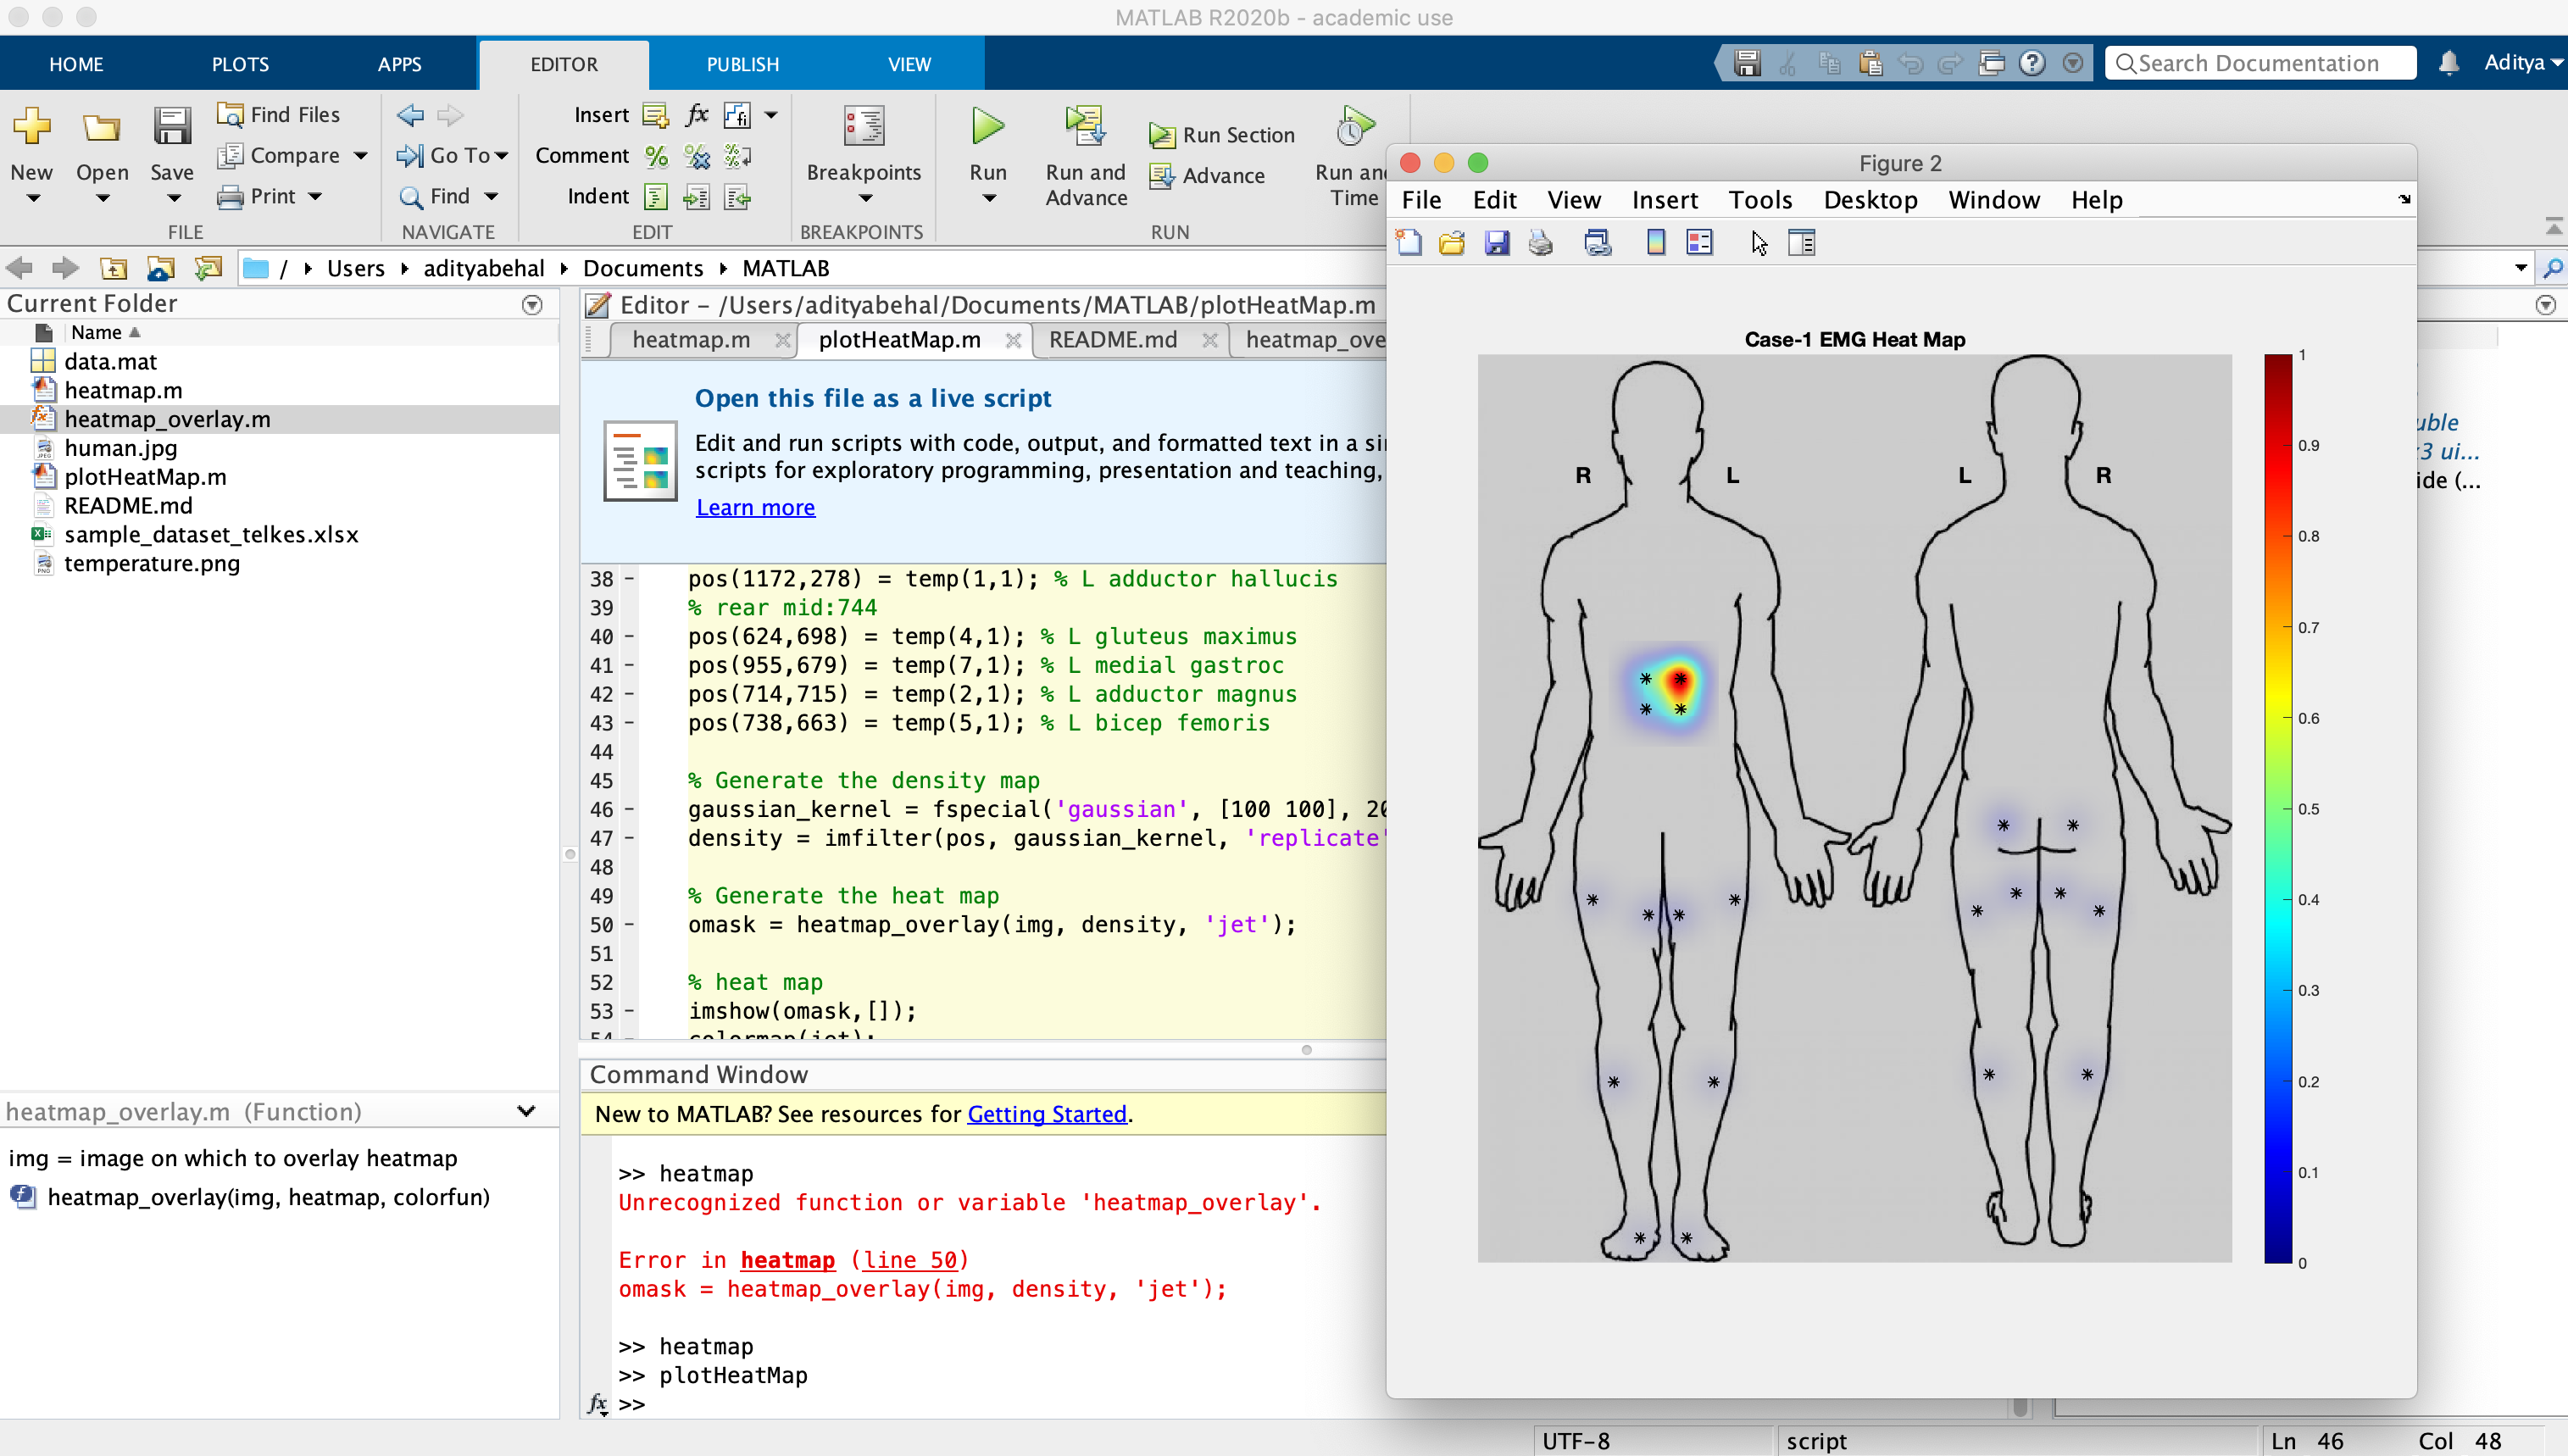 MATLAB R2020b - academic use
HOME
PLOTS
APPS
EDITOR
PUBLISH
VIEW
Search Documentation
Aditya
New
Open
Save
Find Files
Compare
Print
FILE
Go To
Find
NAVIGATE
Insert
fx
fi
Comment
Indent
EDIT
Breakpoints
BREAKPOINTS
Run
Run and
Advance
Run Section
Advance
Run and
Time
RUN
/ Users adityabehal Documents MATLAB
Current Folder
Name
data.mat
heatmap.m
heatmap_overlay.m
human.jpg
plotHeatMap.m
README.md
sample_dataset_telkes.xlsx
temperature.png
heatmap_overlay.m (Function)
img = image on which to overlay heatmap
heatmap_overlay(img, heatmap, colorfun)
Editor – /Users/adityabehal/Documents/MATLAB/plotHeatMap.m
heatmap.m
plotHeatMap.m
README.md
heatmap_ove
Open this file as a live script
Edit and run scripts with code, output, and formatted text in a si
scripts for exploratory programming, presentation and teaching,
Learn more
38 – pos(1172,278) = temp(1,1); % L adductor hallucis
39 % rear mid:744
40 – pos(624,698) = temp(4,1); % L gluteus maximus
41 – pos(955,679) = temp(7,1); % L medial gastroc
42 – pos(714,715) = temp(2,1); % L adductor magnus
43 – pos(738,663) = temp(5,1); % L bicep femoris
44
45 % Generate the density map
46 – gaussian_kernel = fspecial('gaussian', [100 100], 20
47 – density = imfilter(pos, gaussian_kernel, 'replicate'
48
49 % Generate the heat map
50 – omask = heatmap_overlay(img, density, 'jet');
51
52 % heat map
53 – imshow(omask,[]);
54 – colormap(jet);
Command Window
New to MATLAB? See resources for Getting Started.
>> heatmap
Unrecognized function or variable 'heatmap_overlay'.
Error in heatmap (line 50)
omask = heatmap_overlay(img, density, 'jet');
>> heatmap
>> plotHeatMap
fx >>
Figure 2
File Edit View Insert Tools Desktop Window Help
Case-1 EMG Heat Map
R
L
L
R
1
0.9
0.8
0.7
0.6
0.5
0.4
0.3
0.2
0.1
0
uble
3 ui...
ide (...
UTF-8
script
Ln 46 Col 48